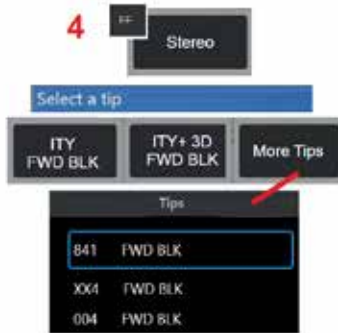 4
FF
Stereo
Select a tip
ITY
FWD BLK
ITY+ 3D
FWD BLK
More Tips
Tips
841 FWD BLK
XX4 FWD BLK
004 FWD BLK